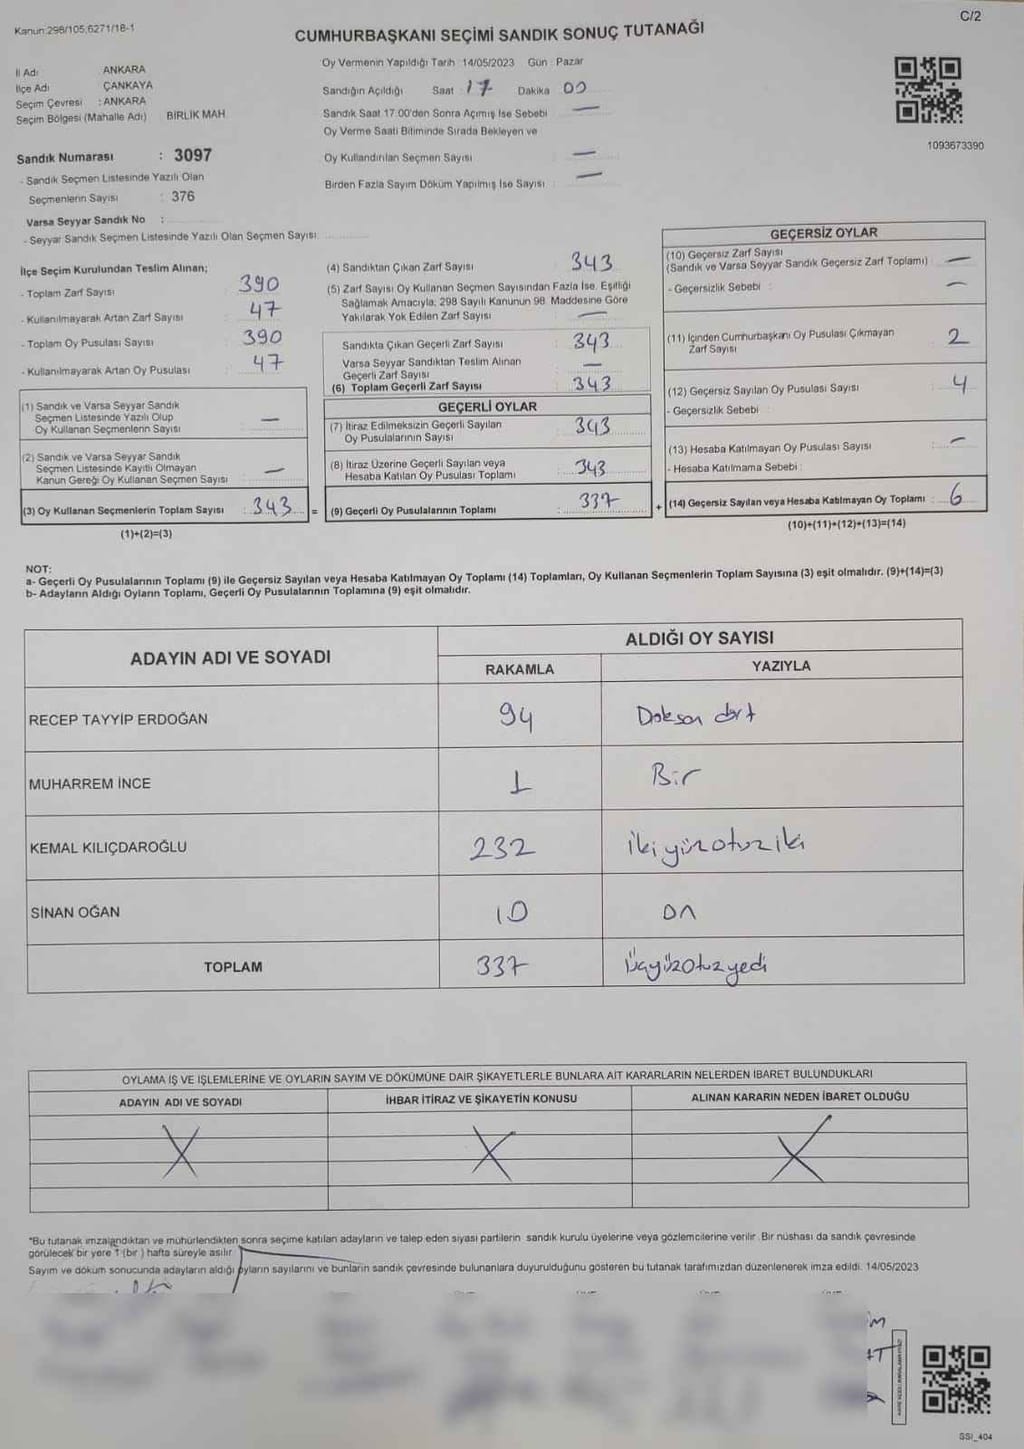 Kanun:298/105,6271/18-1
C/2
CUMHURBAŞKANI SEÇİMİ SANDIK SONUÇ TUTANAĞI
İl Adı ANKARA
İlçe Adı ÇANKAYA
Seçim Çevresi : ANKARA
Seçim Bölgesi (Mahalle Adı) BİRLİK MAH.
Sandık Numarası : 3097
- Sandık Seçmen Listesinde Yazılı Olan
Seçmenlerin Sayısı : 376
Varsa Seyyar Sandık No :
- Seyyar Sandık Seçmen Listesinde Yazılı Olan Seçmen Sayısı:
Oy Vermenin Yapıldığı Tarih : 14/05/2023 Gün : Pazar
Sandığın Açıldığı Saat : 17 Dakika 00
Sandık Saat 17:00'den Sonra Açılmış İse Sebebi —
Oy Verme Saati Bitiminde Sırada Bekleyen ve
Oy Kullandırılan Seçmen Sayısı —
Birden Fazla Sayım Döküm Yapılmış İse Sayısı : —
1093673390
İlçe Seçim Kurulundan Teslim Alınan;
- Toplam Zarf Sayısı : 390
- Kullanılmayarak Artan Zarf Sayısı : 47
- Toplam Oy Pusulası Sayısı : 390
- Kullanılmayarak Artan Oy Pusulası : 47
(1) Sandık ve Varsa Seyyar Sandık
Seçmen Listesinde Yazılı Olup
Oy Kullanan Seçmenlerin Sayısı : —
(2) Sandık ve Varsa Seyyar Sandık
Seçmen Listesinde Kayıtlı Olmayan
Kanun Gereği Oy Kullanan Seçmen Sayısı : —
(3) Oy Kullanan Seçmenlerin Toplam Sayısı : 343 =
(1)+(2)=(3)
(4) Sandıktan Çıkan Zarf Sayısı : 343
(5) Zarf Sayısı Oy Kullanan Seçmen Sayısından Fazla İse, Eşitliği
Sağlamak Amacıyla; 298 Sayılı Kanunun 98. Maddesine Göre
Yakılarak Yok Edilen Zarf Sayısı : —
Sandıkta Çıkan Geçerli Zarf Sayısı : 343
Varsa Seyyar Sandıktan Teslim Alınan
Geçerli Zarf Sayısı : —
(6) Toplam Geçerli Zarf Sayısı : 343
GEÇERLİ OYLAR
(7) İtiraz Edilmeksizin Geçerli Sayılan
Oy Pusulalarının Sayısı : 343
(8) İtiraz Üzerine Geçerli Sayılan veya
Hesaba Katılan Oy Pusulası Toplamı : 343
(9) Geçerli Oy Pusulalarının Toplamı : 337 +
GEÇERSİZ OYLAR
(10) Geçersiz Zarf Sayısı
(Sandık ve Varsa Seyyar Sandık Geçersiz Zarf Toplamı) : —
- Geçersizlik Sebebi : —
(11) İçinden Cumhurbaşkanı Oy Pusulası Çıkmayan
Zarf Sayısı : 2
(12) Geçersiz Sayılan Oy Pusulası Sayısı : 4
- Geçersizlik Sebebi :
(13) Hesaba Katılmayan Oy Pusulası Sayısı : —
- Hesaba Katılmama Sebebi :
(14) Geçersiz Sayılan veya Hesaba Katılmayan Oy Toplamı : 6
(10)+(11)+(12)+(13)=(14)
NOT:
a- Geçerli Oy Pusulalarının Toplamı (9) ile Geçersiz Sayılan veya Hesaba Katılmayan Oy Toplamı (14) Toplamları, Oy Kullanan Seçmenlerin Toplam Sayısına (3) eşit olmalıdır. (9)+(14)=(3)
b- Adayların Aldığı Oyların Toplamı, Geçerli Oy Pusulalarının Toplamına (9) eşit olmalıdır.
ADAYIN ADI VE SOYADI
ALDIĞI OY SAYISI
RAKAMLA YAZIYLA
RECEP TAYYİP ERDOĞAN 94 Doksan dört
MUHARREM İNCE 1 Bir
KEMAL KILIÇDAROĞLU 232 ikiyüzotuziki
SİNAN OĞAN 10 on
TOPLAM 337 üçyüzotuzyedi
OYLAMA İŞ VE İŞLEMLERİNE VE OYLARIN SAYIM VE DÖKÜMÜNE DAİR ŞİKAYETLERLE BUNLARA AİT KARARLARIN NELERDEN İBARET BULUNDUKLARI
ADAYIN ADI VE SOYADI İHBAR İTİRAZ VE ŞİKAYETİN KONUSU ALINAN KARARIN NEDEN İBARET OLDUĞU
X X X
*Bu tutanak imzalandıktan ve mühürlendikten sonra seçime katılan adayların ve talep eden siyasi partilerin sandık kurulu üyelerine veya gözlemcilerine verilir. Bir nüshası da sandık çevresinde
görülecek bir yere 1 (bir ) hafta süreyle asılır.
Sayım ve döküm sonucunda adayların aldığı oyların sayılarını ve bunların sandık çevresinde bulunanlara duyurulduğunu gösteren bu tutanak tarafımızdan düzenlenerek imza edildi. 14/05/2023
SSI_404